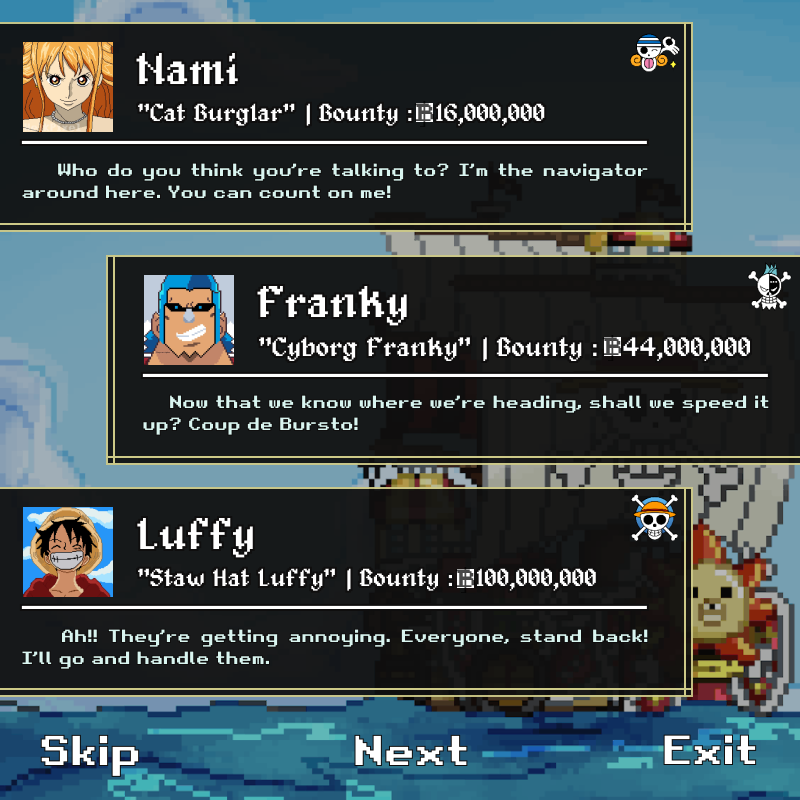 Nami
"Cat Burglar" | Bounty :฿16,000,000
Who do you think you're talking to? I'm the navigator
around here. You can count on me!
Franky
"Cyborg Franky" | Bounty : ฿44,000,000
Now that we know where we're heading, shall we speed it
up? Coup de Bursto!
Luffy
"Staw Hat Luffy" | Bounty :฿100,000,000
Ah!! They're getting annoying. Everyone, stand back!
I'll go and handle them.
Skip Next Exit